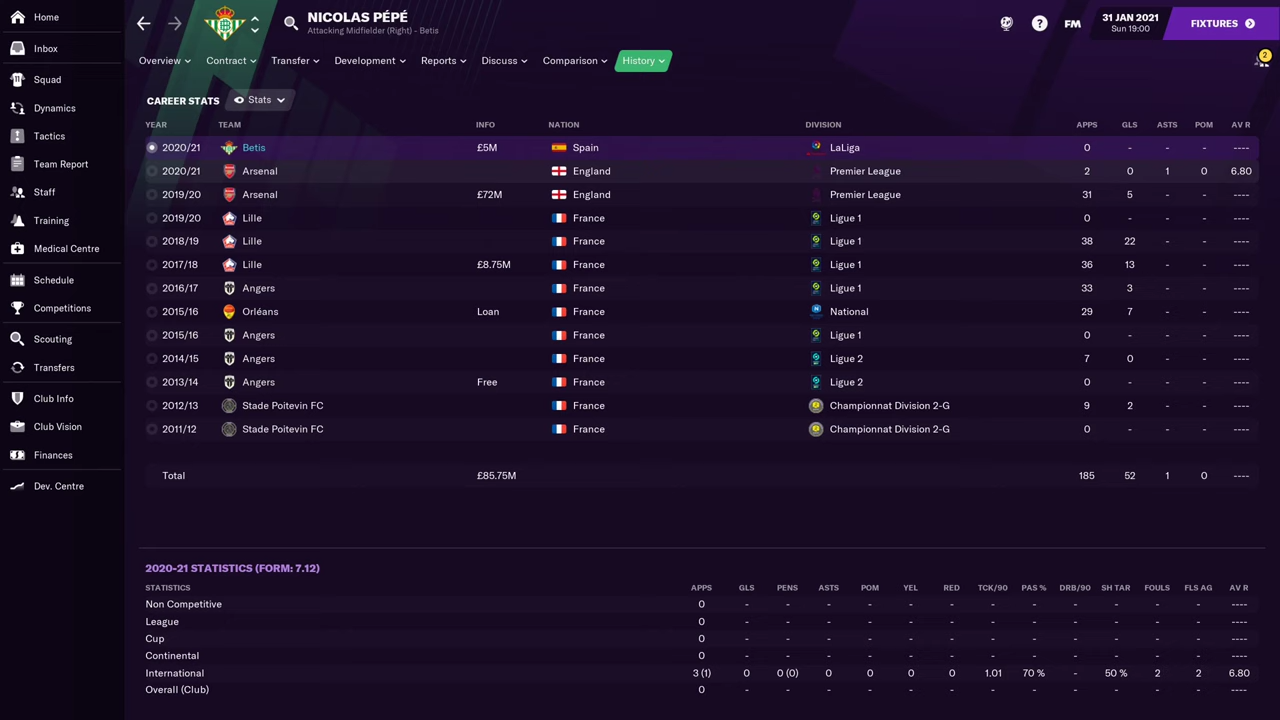 Home
Inbox
Squad
Dynamics
Tactics
Team Report
Staff
Training
Medical Centre
Schedule
Competitions
Scouting
Transfers
Club Info
Club Vision
Finances
Dev. Centre
NICOLAS PÉPÉ
Attacking Midfielder (Right) - Betis
? FM 31 JAN 2021 FIXTURES
Sun 19:00
2
Overview Contract Transfer Development Reports Discuss Comparison History
CAREER STATS Stats
YEAR TEAM INFO NATION DIVISION APPS GLS ASTS POM AV R
2020/21 Betis £5M Spain LaLiga 0 - - - ----
2020/21 Arsenal England Premier League 2 0 1 0 6.80
2019/20 Arsenal £72M England Premier League 31 5 - - ----
2019/20 Lille France Ligue 1 0 - - - ----
2018/19 Lille France Ligue 1 38 22 - - ----
2017/18 Lille £8.75M France Ligue 1 36 13 - - ----
2016/17 Angers France Ligue 1 33 3 - - ----
2015/16 Orléans Loan France National 29 7 - - ----
2015/16 Angers France Ligue 1 0 - - - ----
2014/15 Angers France Ligue 2 7 0 - - ----
2013/14 Angers Free France Ligue 2 0 - - - ----
2012/13 Stade Poitevin FC France Championnat Division 2-G 9 2 - - ----
2011/12 Stade Poitevin FC France Championnat Division 2-G 0 - - - ----
Total £85.75M 185 52 1 0 ----
2020-21 STATISTICS (FORM: 7.12)
STATISTICS APPS GLS PENS ASTS POM YEL RED TCK/90 PAS % DRB/90 SH TAR FOULS FLS AG AV R
Non Competitive 0 - - - - - - - - - - - - ----
League 0 - - - - - - - - - - - - ----
Cup 0 - - - - - - - - - - - - ----
Continental 0 - - - - - - - - - - - - ----
International 3 (1) 0 0 (0) 0 0 0 0 1.01 70 % - 50 % 2 2 6.80
Overall (Club) 0 - - - - - - - - - - - - ----